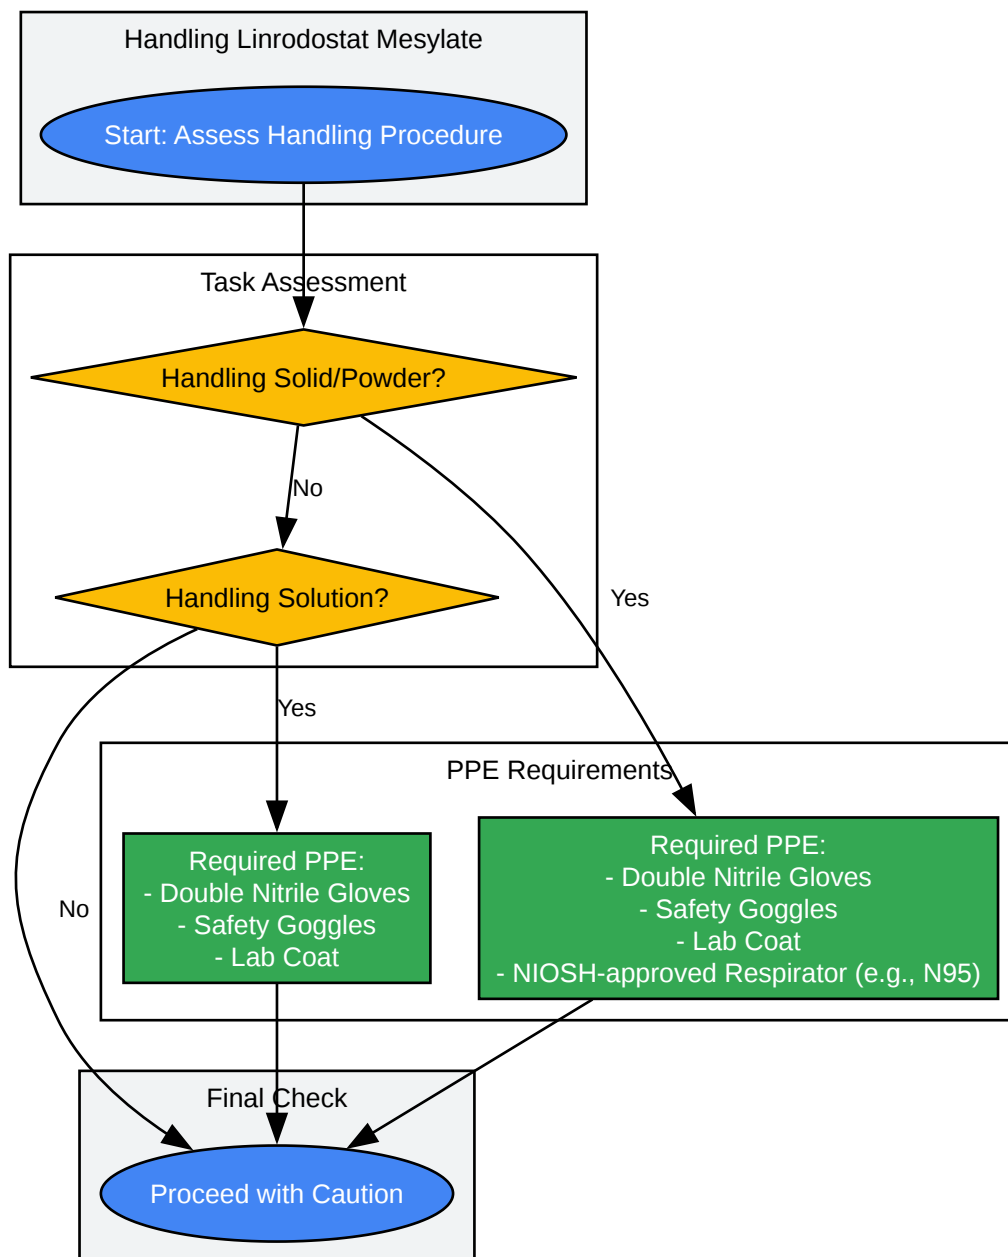 Handling Linrodostat Mesylate
Start: Assess Handling Procedure
Task Assessment
Handling Solid/Powder?
No
Handling Solution?
Yes
Yes
No
PPE Requirements
Required PPE:
- Double Nitrile Gloves
- Safety Goggles
- Lab Coat
Required PPE:
- Double Nitrile Gloves
- Safety Goggles
- Lab Coat
- NIOSH-approved Respirator (e.g., N95)
Final Check
Proceed with Caution